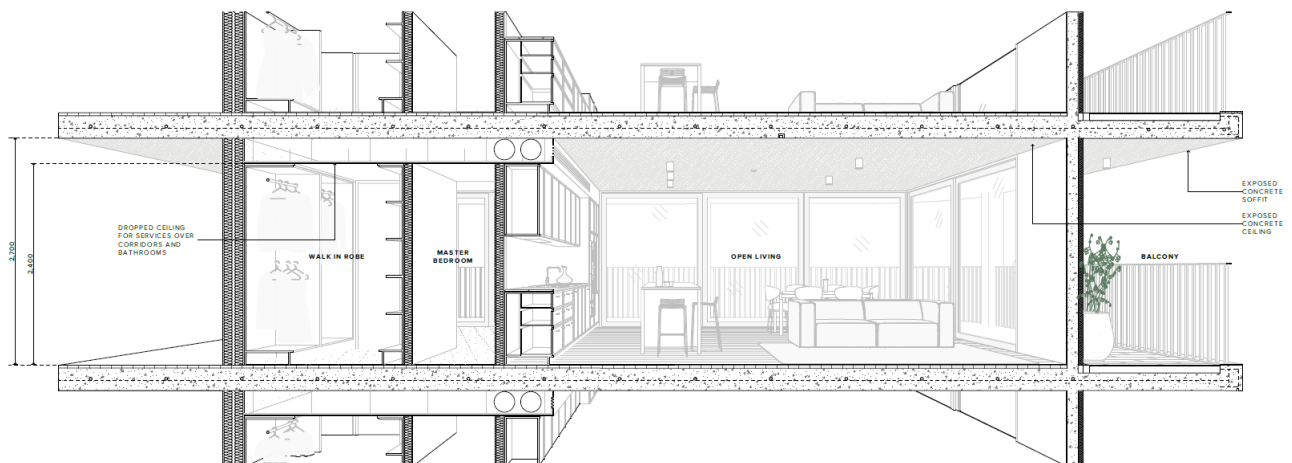 EXPOSED
CONCRETE
SOFFIT
EXPOSED
CONCRETE
CEILING
DROPPED CEILING
FOR SERVICES OVER
CORRIDORS AND
BATHROOMS
2,700
2,400
WALK IN ROBE
MASTER
BEDROOM
OPEN LIVING
BALCONY